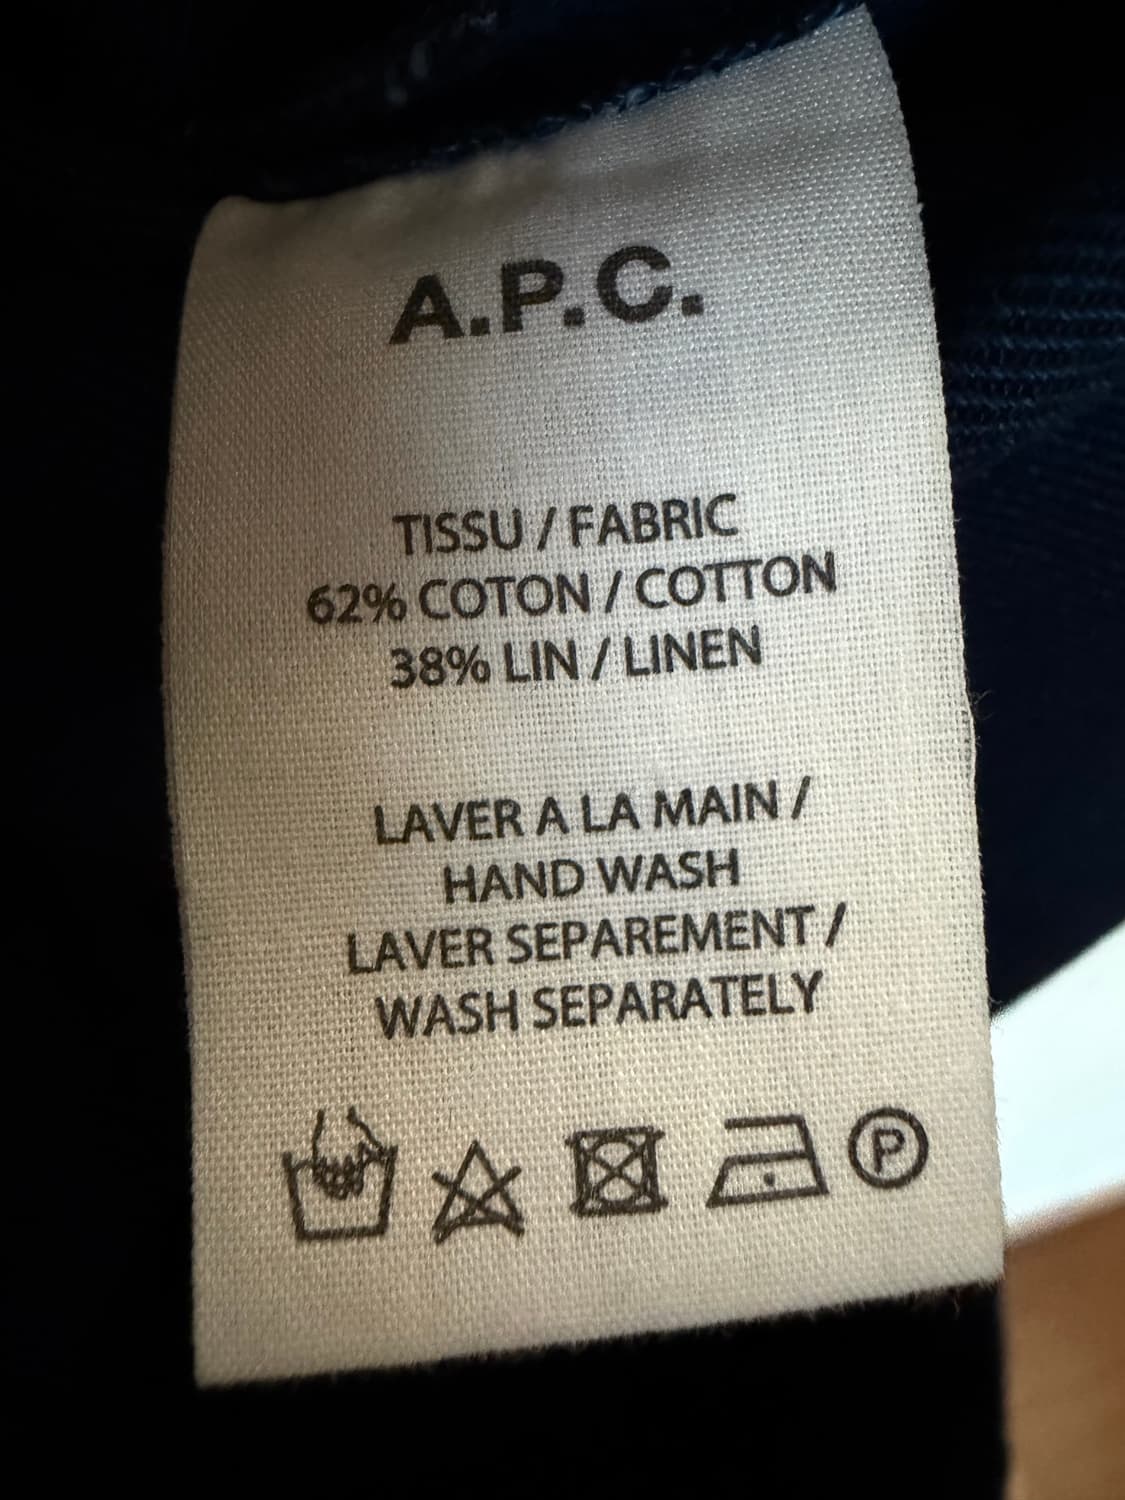 A.P.C.
TISSU / FABRIC
62% COTON / COTTON
38% LIN / LINEN
LAVER A LA MAIN /
HAND WASH
LAVER SEPAREMENT /
WASH SEPARATELY
P